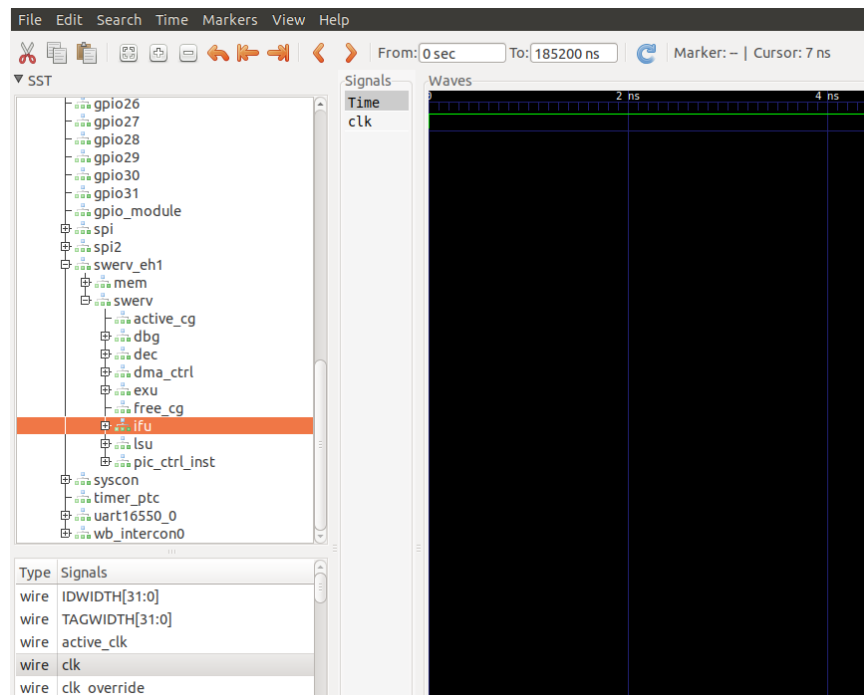 File Edit Search Time Markers View Help
From: 0 sec To: 185200 ns Marker: -- | Cursor: 7 ns
SST
gpio26
gpio27
gpio28
gpio29
gpio30
gpio31
gpio_module
spi
spi2
swerv_eh1
mem
swerv
active_cg
dbg
dec
dma_ctrl
exu
free_cg
ifu
lsu
pic_ctrl_inst
syscon
timer_ptc
uart16550_0
wb_intercon0
Type Signals
wire IDWIDTH[31:0]
wire TAGWIDTH[31:0]
wire active_clk
wire clk
wire clk_override
Signals
Time
clk
Waves
0 2 ns 4 ns